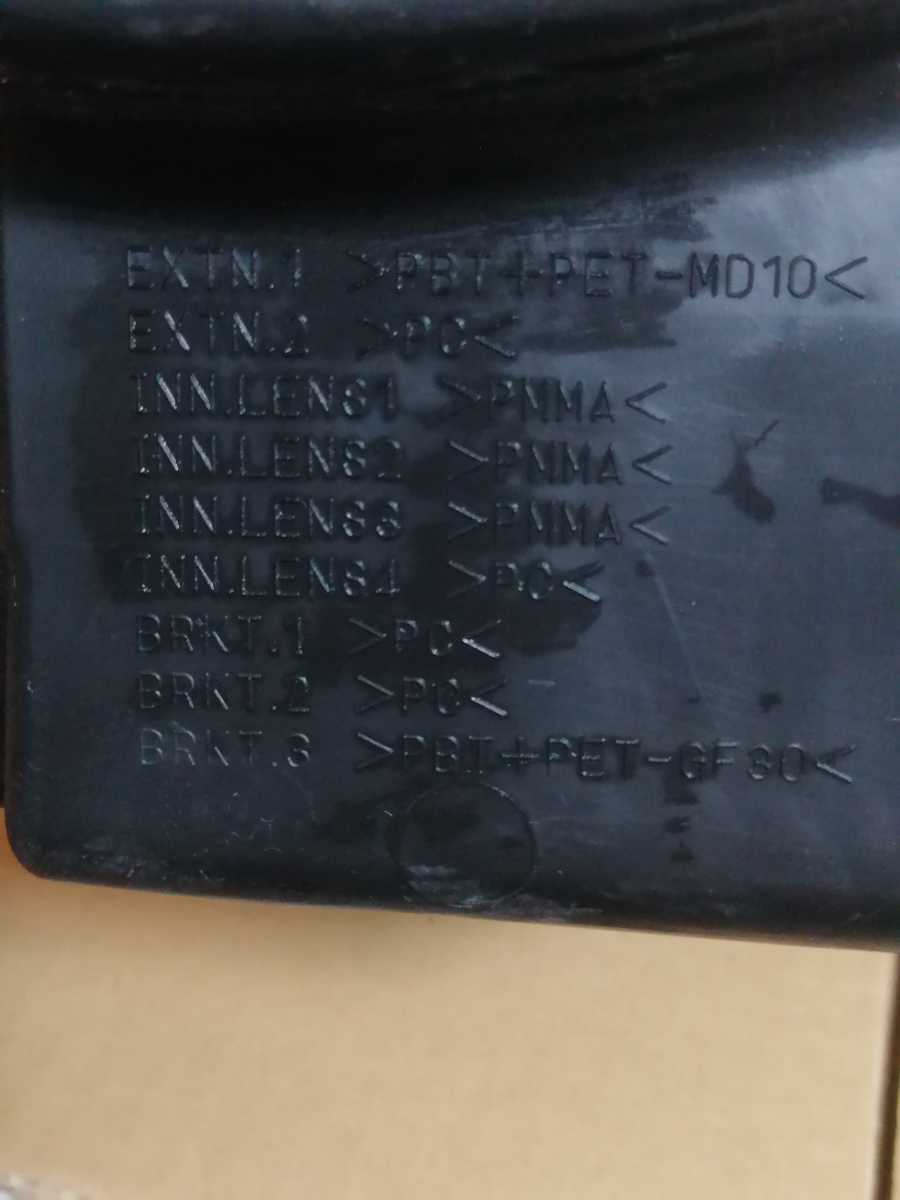 EXTN.1 >PBT+PET-MD10<
EXTN.2 >PC<
INN.LENS1 >PMMA<
INN.LENS2 >PMMA<
INN.LENS3 >PMMA<
INN.LENS4 >PC<
BRKT.1 >PC<
BRKT.2 >PC<
BRKT.3 >PBT+PET-GF30<